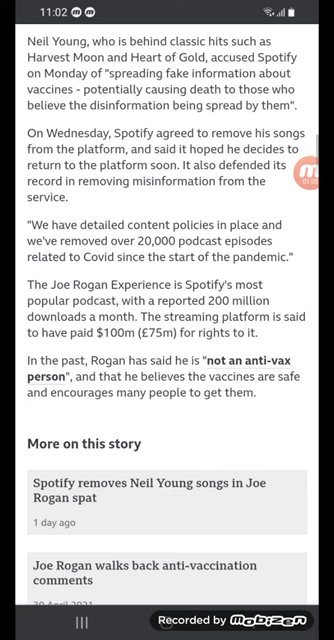 11:02
Neil Young, who is behind classic hits such as
Harvest Moon and Heart of Gold, accused Spotify
on Monday of "spreading fake information about
vaccines - potentially causing death to those who
believe the disinformation being spread by them".
On Wednesday, Spotify agreed to remove his songs
from the platform, and said it hoped he decides to
return to the platform soon. It also defended its
record in removing misinformation from the
service.
"We have detailed content policies in place and
we've removed over 20,000 podcast episodes
related to Covid since the start of the pandemic."
The Joe Rogan Experience is Spotify's most
popular podcast, with a reported 200 million
downloads a month. The streaming platform is said
to have paid $100m (£75m) for rights to it.
In the past, Rogan has said he is "not an anti-vax
person", and that he believes the vaccines are safe
and encourages many people to get them.
More on this story
Spotify removes Neil Young songs in Joe
Rogan spat
1 day ago
Joe Rogan walks back anti-vaccination
comments
30 April 2021
Recorded by mobizen